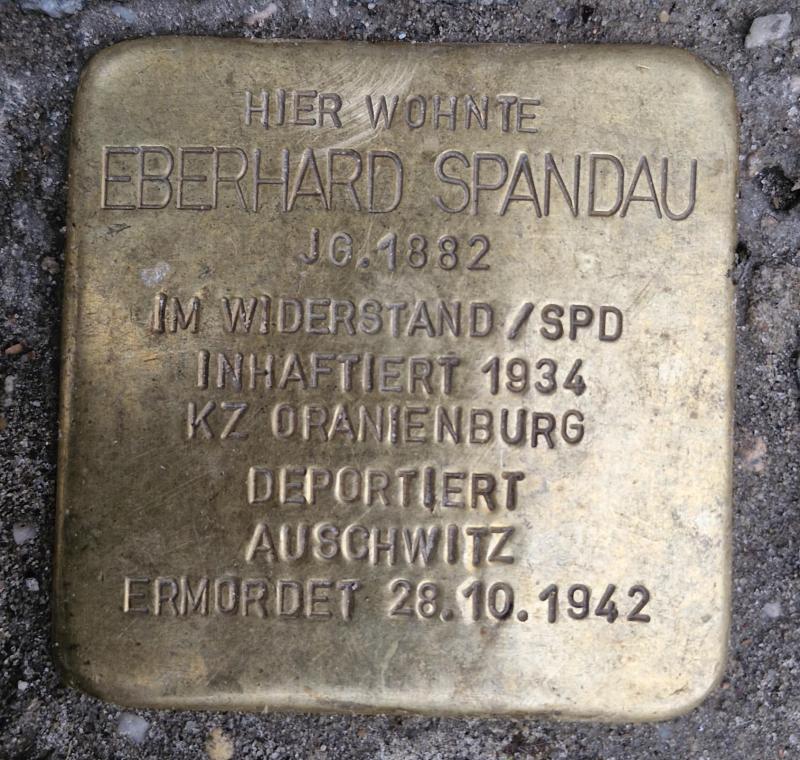 HIER WOHNTE
EBERHARD SPANDAU
JG. 1882
IM WIDERSTAND / SPD
INHAFTIERT 1934
KZ ORANIENBURG
DEPORTIERT
AUSCHWITZ
ERMORDET 28.10.1942